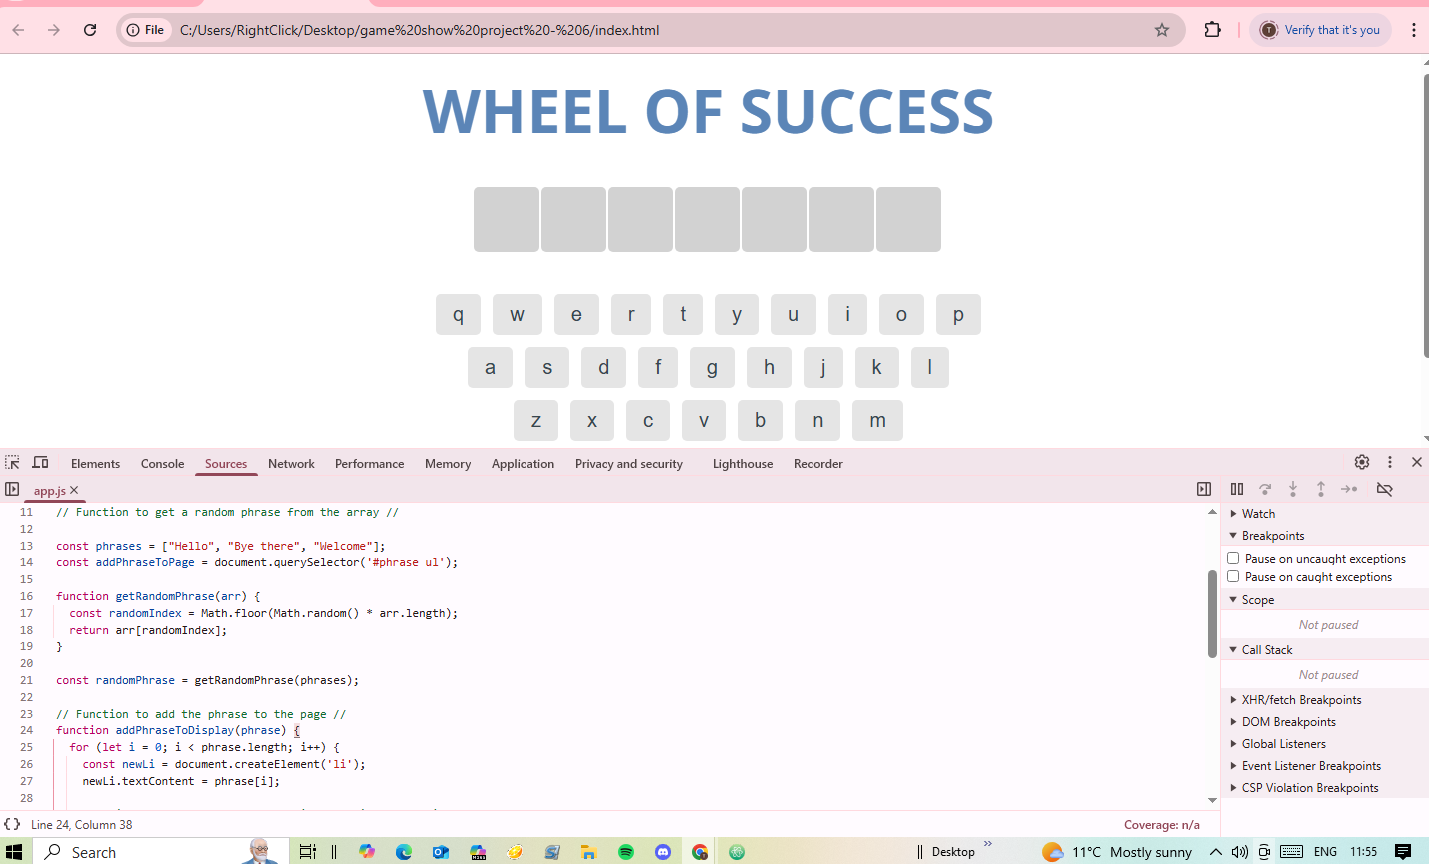 File C:/Users/RightClick/Desktop/game%20show%20project%20-%206/index.html T Verify that it's you
WHEEL OF SUCCESS
q w e r t y u i o p
a s d f g h j k l
z x c v b n m
Elements Console Sources Network Performance Memory Application Privacy and security Lighthouse Recorder
app.js
11 // Function to get a random phrase from the array //
12
13 const phrases = ["Hello", "Bye there", "Welcome"];
14 const addPhraseToPage = document.querySelector('#phrase ul');
15
16 function getRandomPhrase(arr) {
17 const randomIndex = Math.floor(Math.random() * arr.length);
18 return arr[randomIndex];
19 }
20
21 const randomPhrase = getRandomPhrase(phrases);
22
23 // Function to add the phrase to the page //
24 function addPhraseToDisplay(phrase) {
25 for (let i = 0; i < phrase.length; i++) {
26 const newLi = document.createElement('li');
27 newLi.textContent = phrase[i];
28
{} Line 24, Column 38 Coverage: n/a
Watch
Breakpoints
Pause on uncaught exceptions
Pause on caught exceptions
Scope
Not paused
Call Stack
Not paused
XHR/fetch Breakpoints
DOM Breakpoints
Global Listeners
Event Listener Breakpoints
CSP Violation Breakpoints
Search Desktop 11°C Mostly sunny ENG 11:55